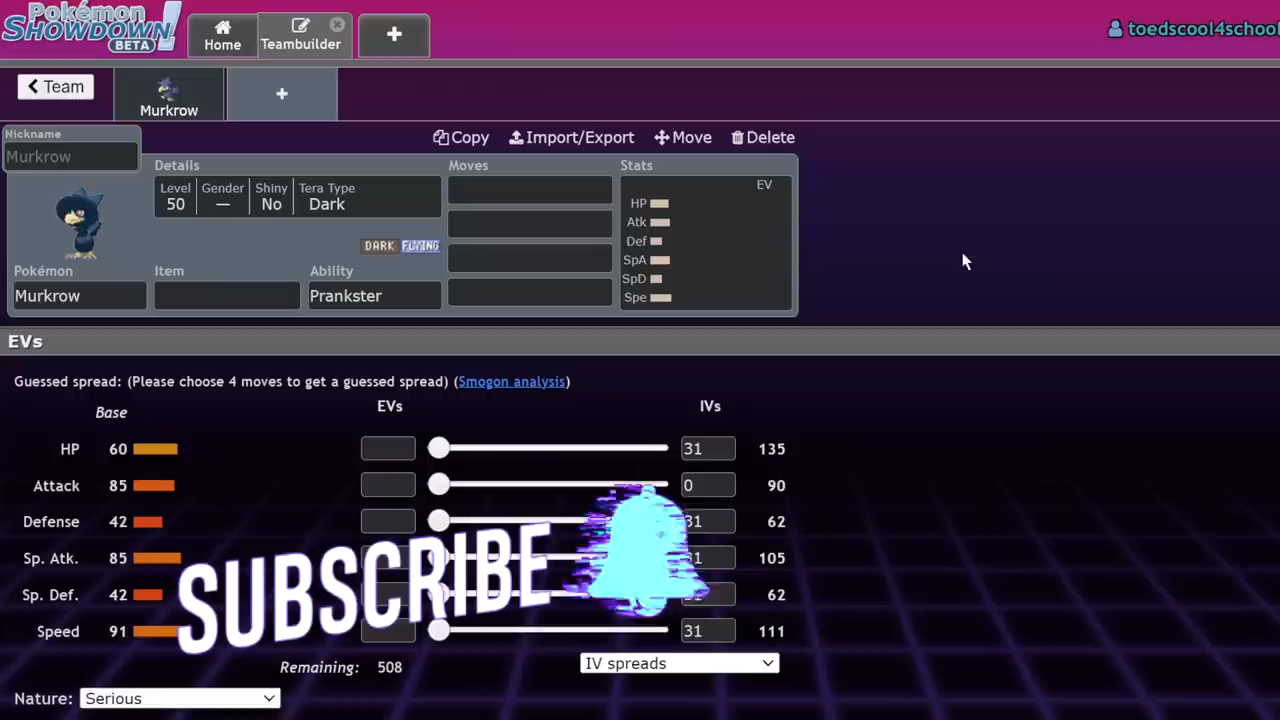 Pokémon
SHOWDOWN!
BETA
Home
Teambuilder
+
toedscool4school
Team
Murkrow
+
Nickname
Murkrow
Copy
Import/Export
Move
Delete
Details
Level
50
Gender
—
Shiny
No
Tera Type
Dark
DARK FLYING
Pokémon
Murkrow
Item
Ability
Prankster
Moves
Stats
EV
HP
Atk
Def
SpA
SpD
Spe
EVs
Guessed spread: (Please choose 4 moves to get a guessed spread) (Smogon analysis)
Base EVs IVs
HP 60 31 135
Attack 85 0 90
Defense 42 31 62
Sp. Atk. 85 31 105
Sp. Def. 42 62
Speed 91 31 111
SUBSCRIBE
Remaining: 508
IV spreads
Nature: Serious